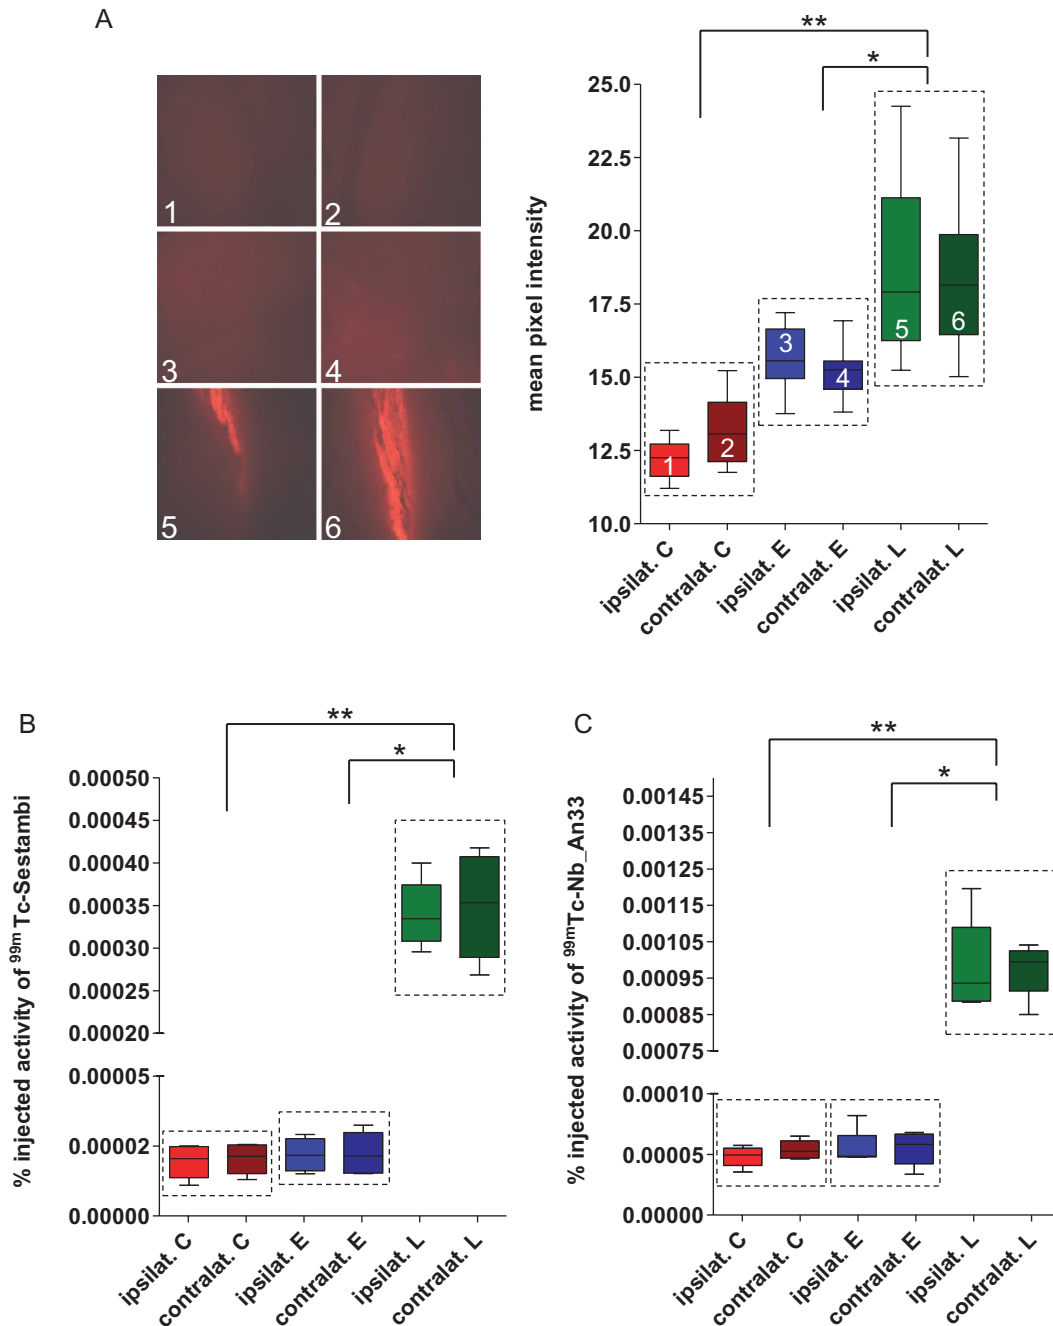 A
1
2
3
4
5
6
**
*
mean pixel intensity
25.0
22.5
20.0
17.5
15.0
12.5
10.0
1
2
3
4
5
6
ipsilat. C
contralat. C
ipsilat. E
contralat. E
ipsilat. L
contralat. L
B
**
*
% injected activity of 99mTc-Sestambi
0.00050
0.00045
0.00040
0.00035
0.00030
0.00025
0.00020
0.00005
0.00002
0.00000
ipsilat. C
contralat. C
ipsilat. E
contralat. E
ipsilat. L
contralat. L
C
**
*
% injected activity of 99mTc-Nb_An33
0.00145
0.00135
0.00125
0.00115
0.00105
0.00095
0.00085
0.00075
0.00010
0.00005
0.00000
ipsilat. C
contralat. C
ipsilat. E
contralat. E
ipsilat. L
contralat. L